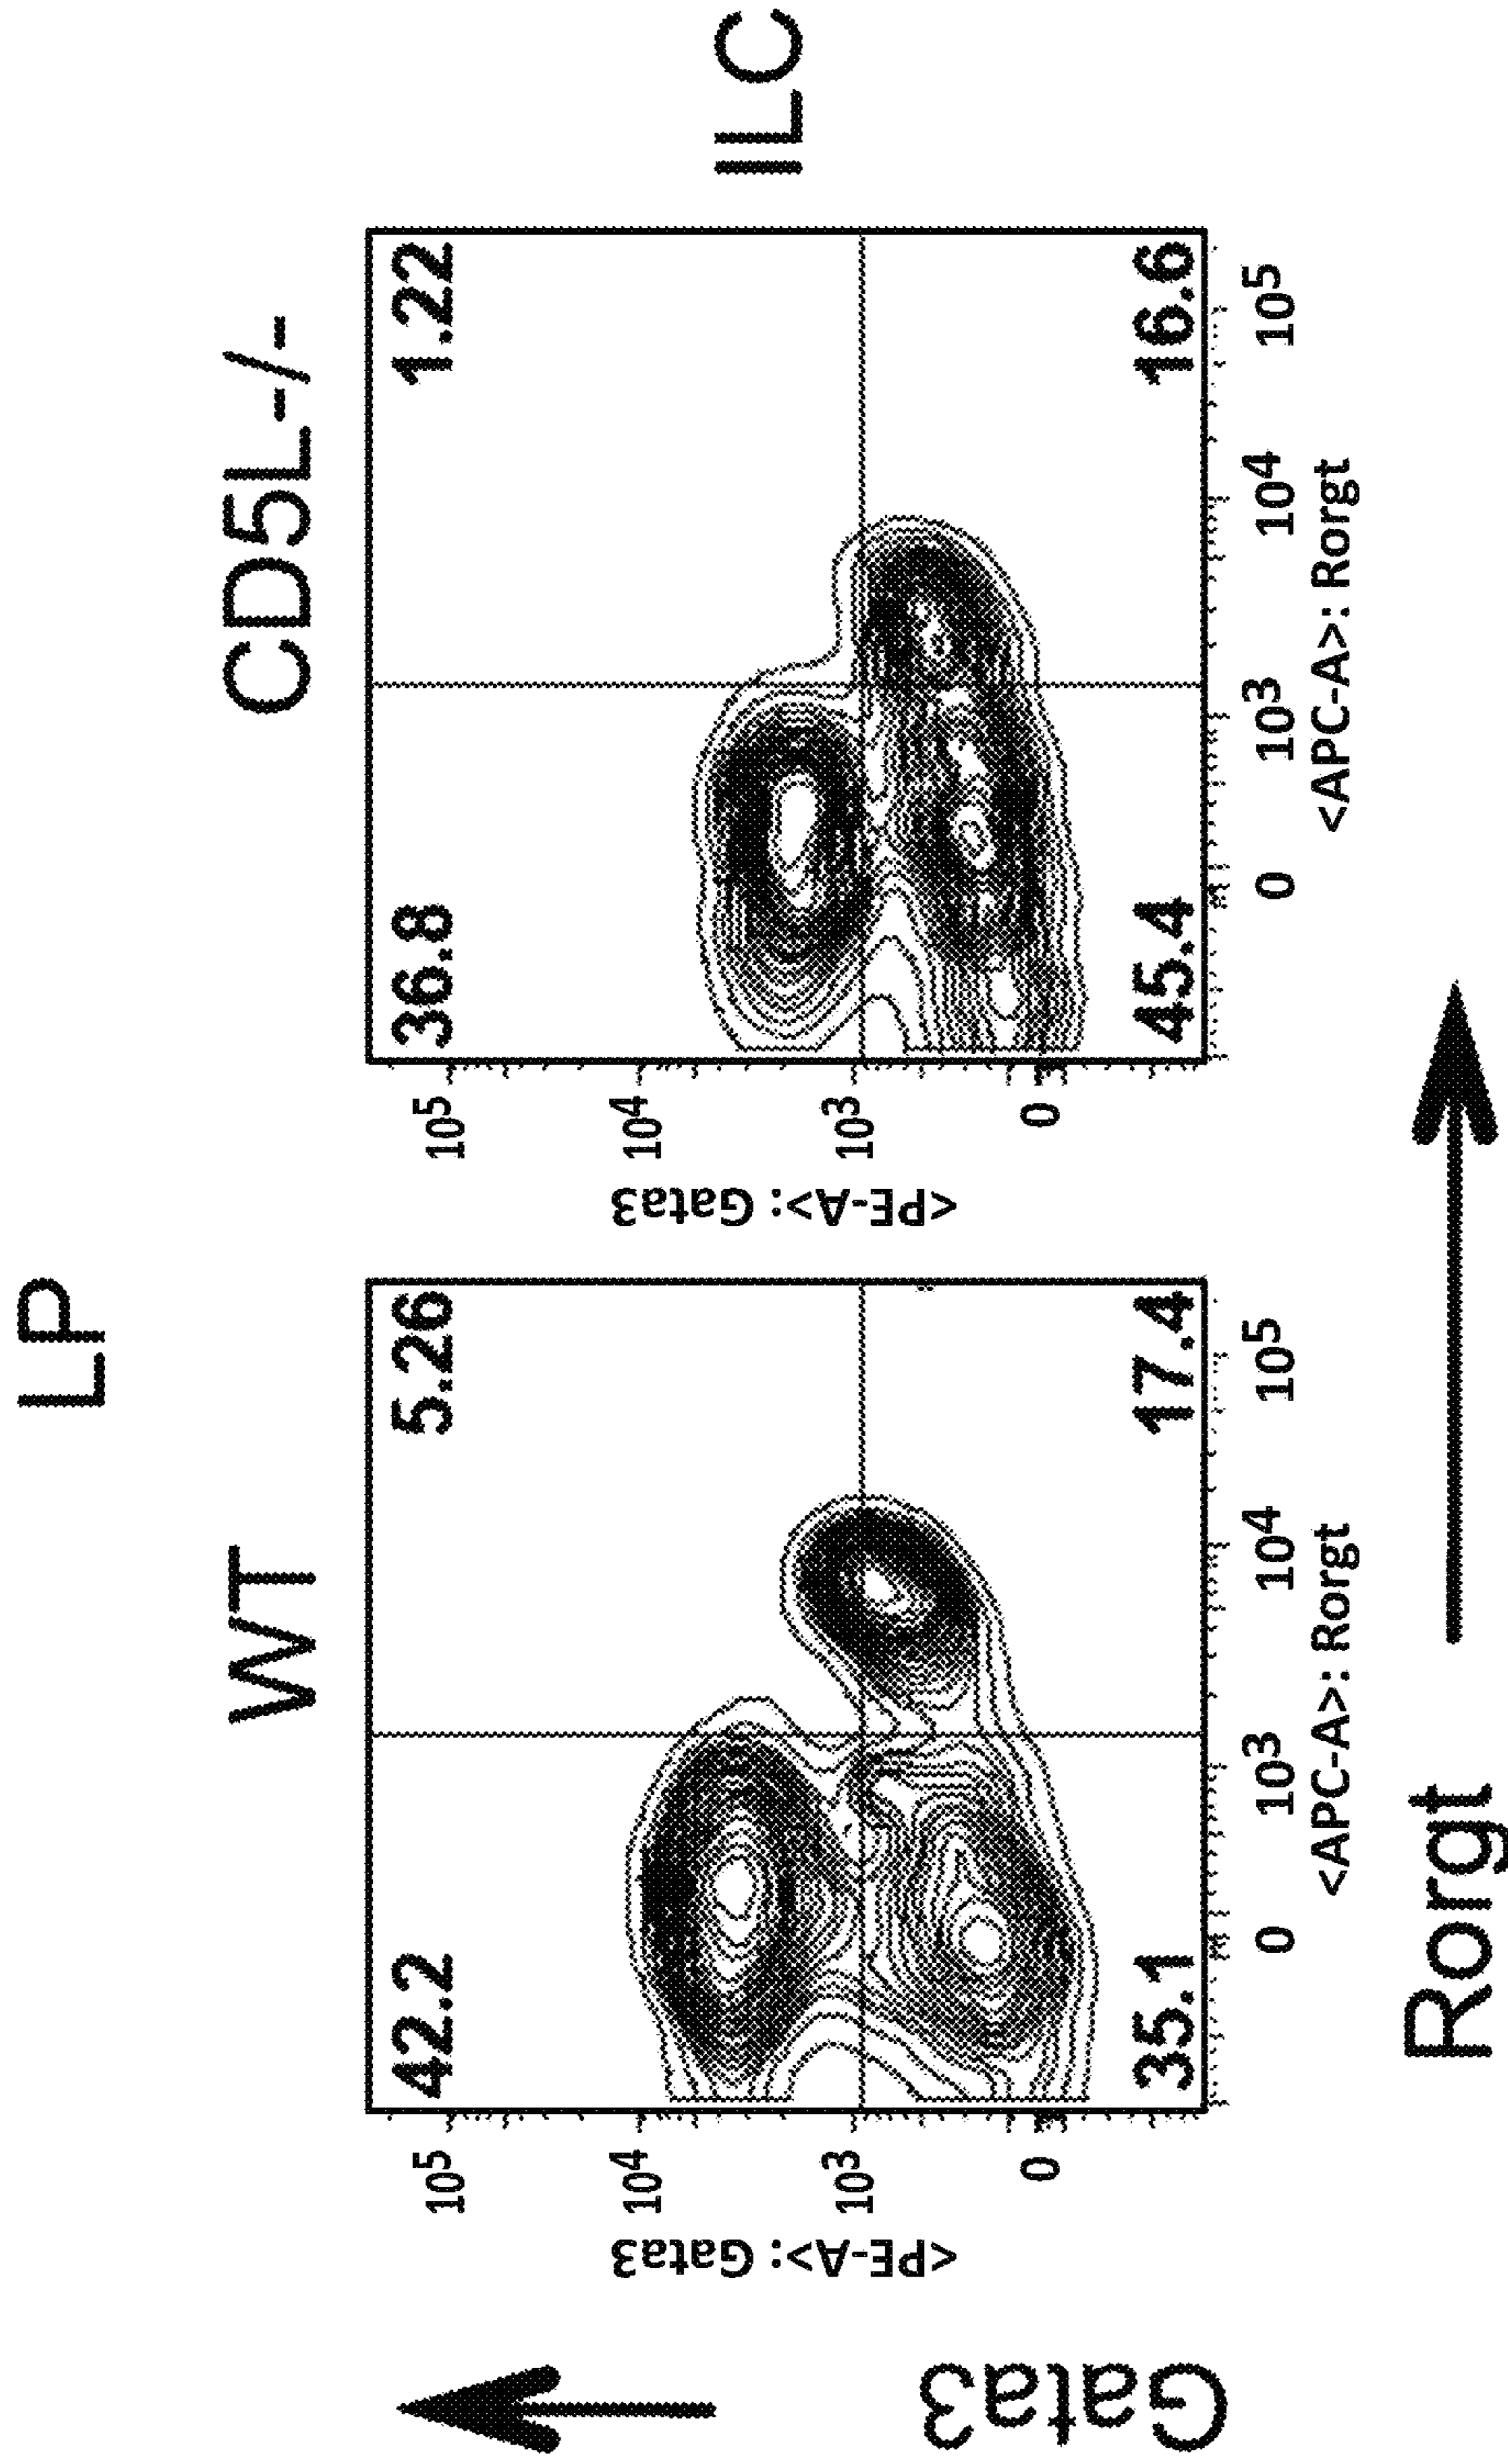 LP
WT
CD5L-/-
42.2
5.26
35.1
17.4
10⁵
10⁴
10³
0
<PE-A>: Gata3
0
10³
10⁴
10⁵
<APC-A>: Rorgt
36.8
1.22
45.4
16.6
10⁵
10⁴
10³
0
<PE-A>: Gata3
0
10³
10⁴
10⁵
<APC-A>: Rorgt
ILC
Gata3
Rorgt